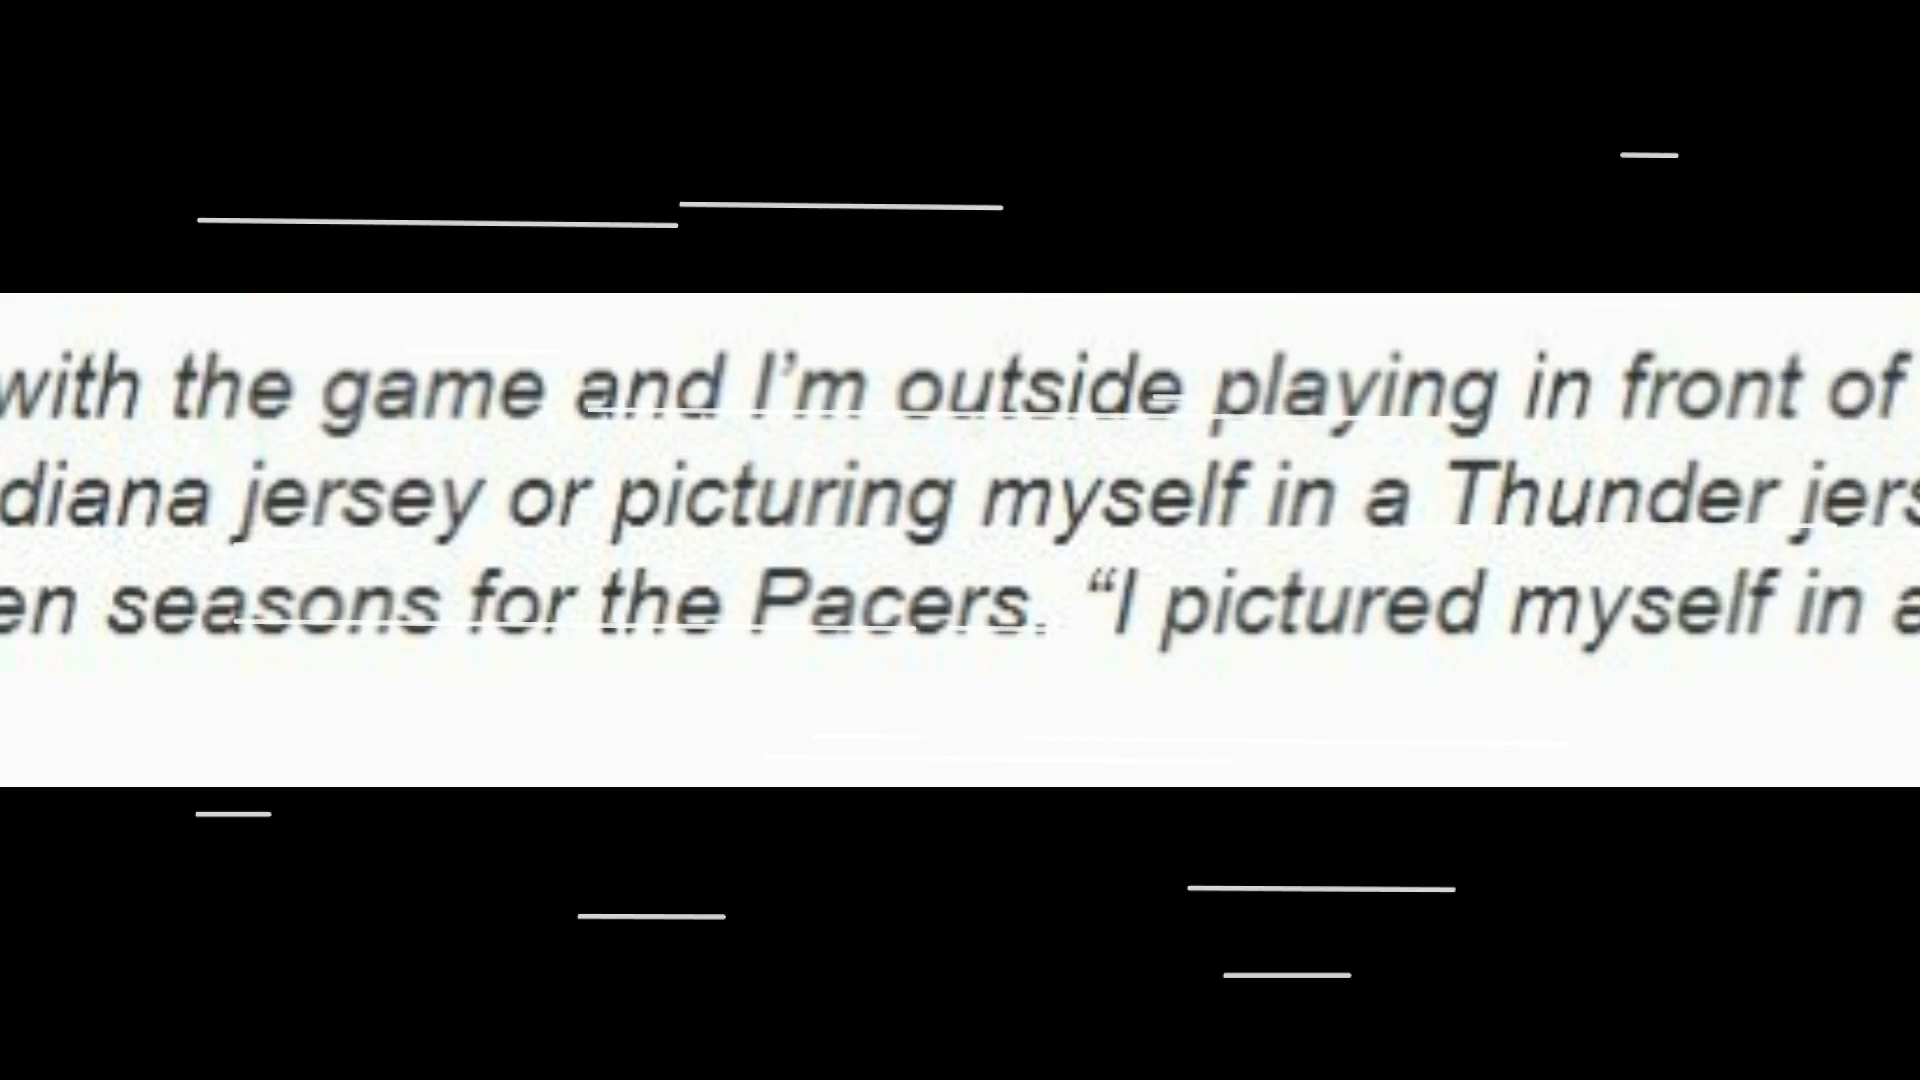 with the game and I'm outside playing in front of
diana jersey or picturing myself in a Thunder jers
en seasons for the Pacers. “I pictured myself in a